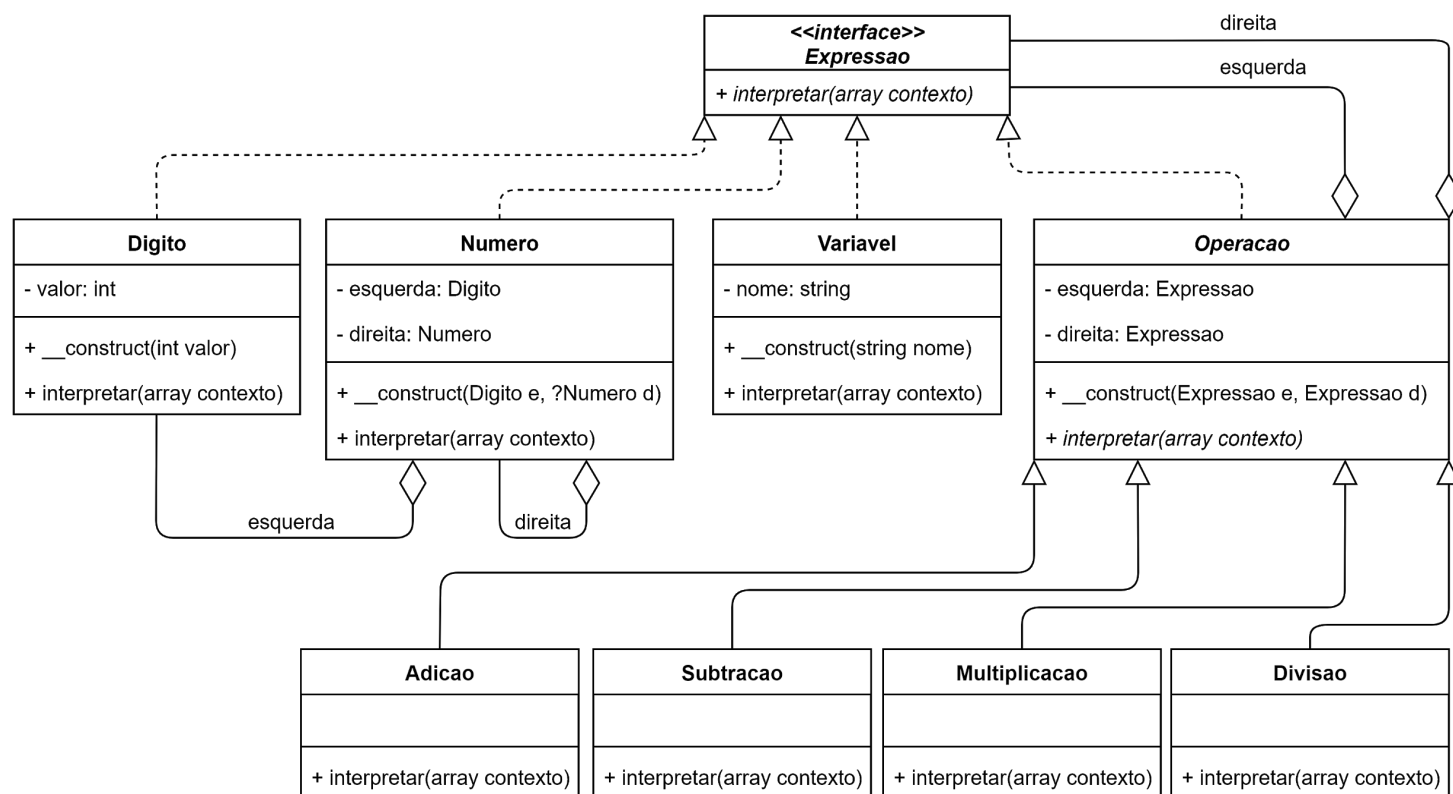 <<interface>>
Expressao
+ interpretar(array contexto)
direita
esquerda
Digito
- valor: int
+ __construct(int valor)
+ interpretar(array contexto)
Numero
- esquerda: Digito
- direita: Numero
+ __construct(Digito e, ?Numero d)
+ interpretar(array contexto)
Variavel
- nome: string
+ __construct(string nome)
+ interpretar(array contexto)
Operacao
- esquerda: Expressao
- direita: Expressao
+ __construct(Expressao e, Expressao d)
+ interpretar(array contexto)
esquerda
direita
Adicao
+ interpretar(array contexto)
Subtracao
+ interpretar(array contexto)
Multiplicacao
+ interpretar(array contexto)
Divisao
+ interpretar(array contexto)